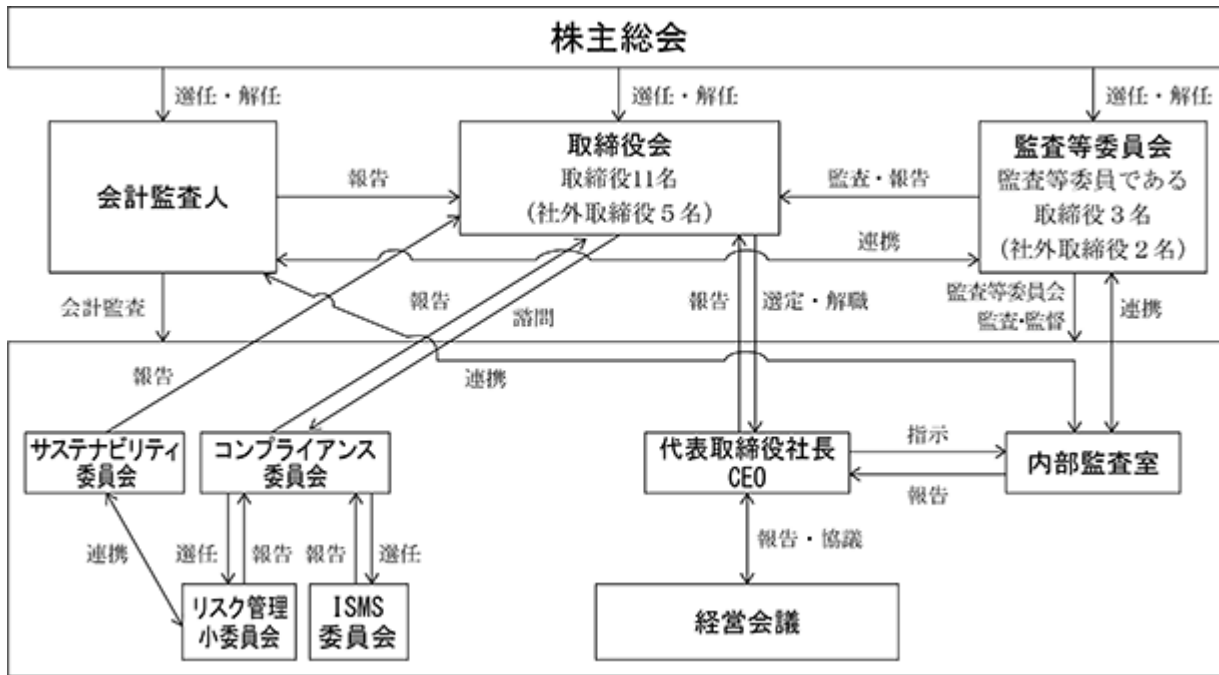 株主総会
選任・解任
選任・解任
選任・解任
会計監査人
報告
取締役会
取締役11名
(社外取締役５名)
監査・報告
監査等委員会
監査等委員である
取締役３名
(社外取締役２名)
連携
会計監査
報告
諮問
報告
選定・解職
監査等委員会
監査・監督
連携
報告
連携
サステナビリティ
委員会
コンプライアンス
委員会
代表取締役社長
CEO
指示
報告
内部監査室
連携
選任
報告
報告
選任
報告・協議
リスク管理
小委員会
ISMS
委員会
経営会議